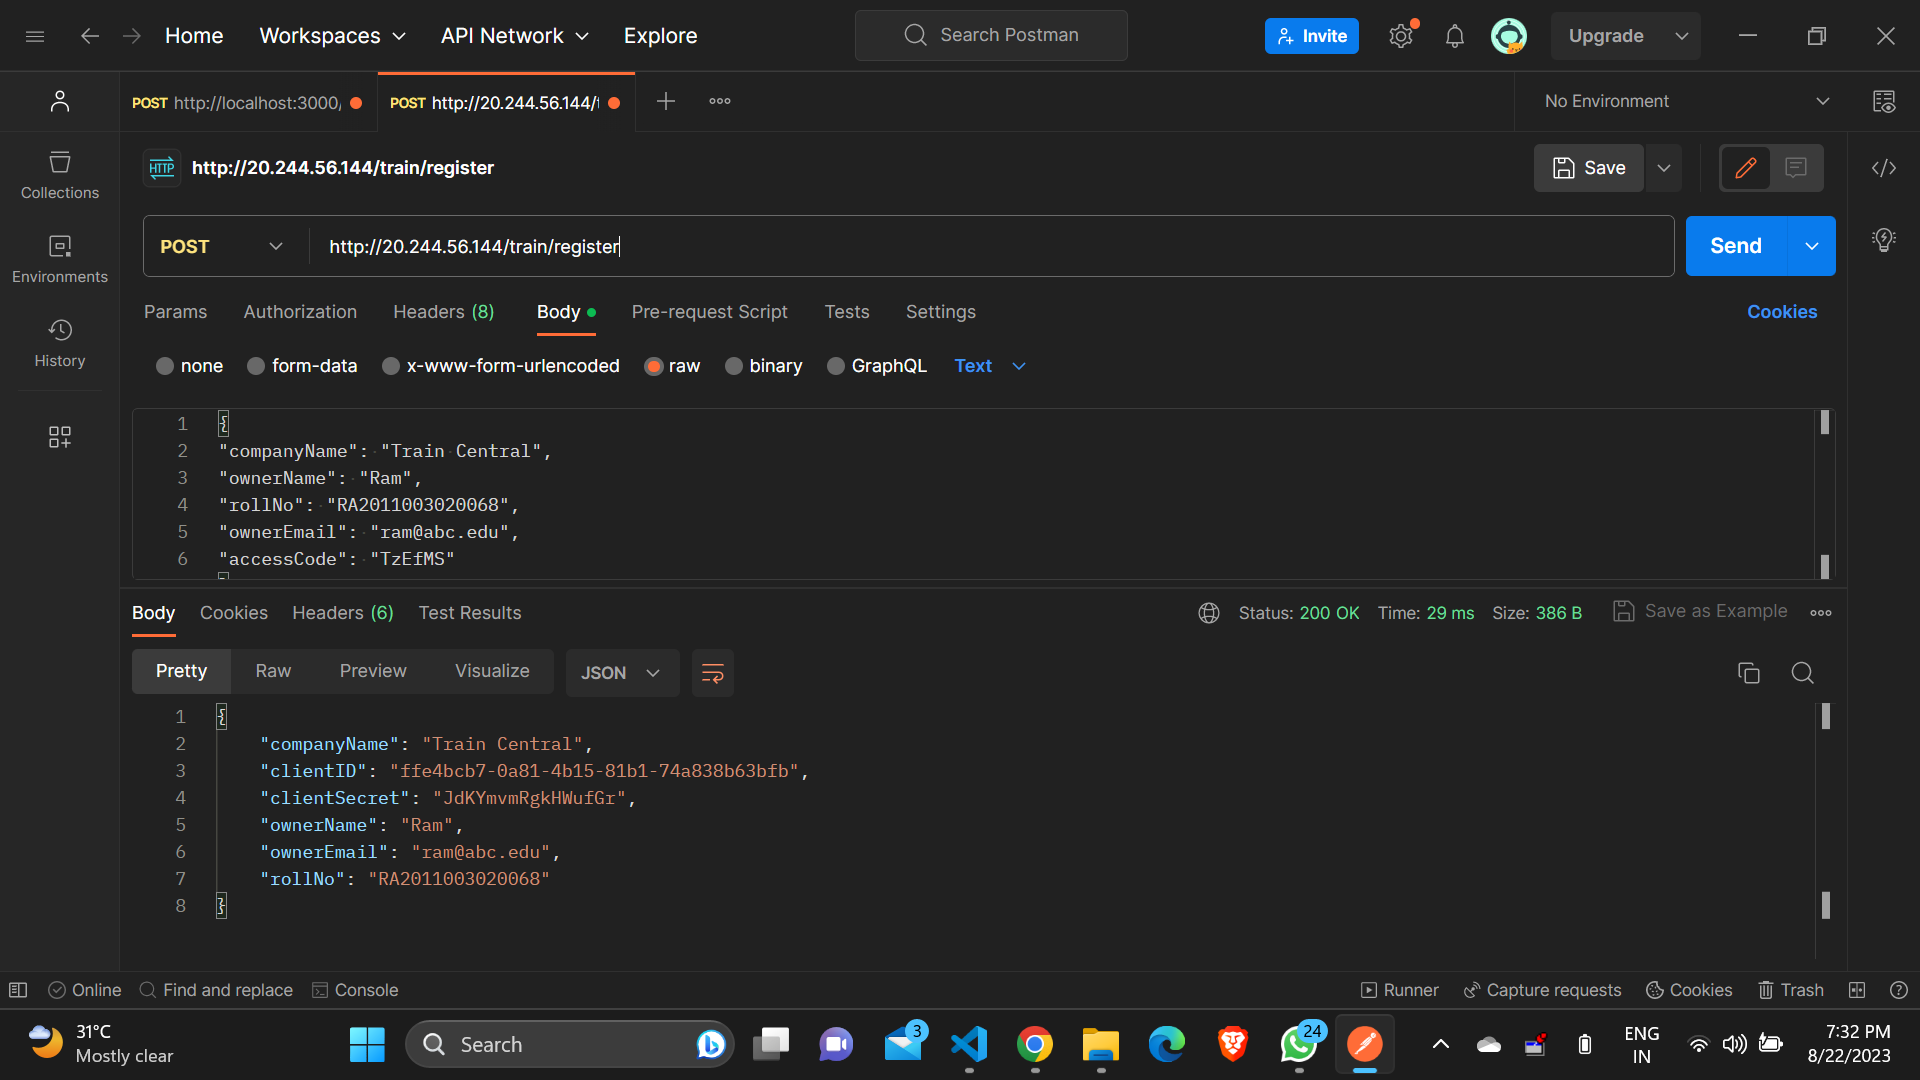 Home Workspaces API Network Explore Search Postman Invite Upgrade
POST http://localhost:3000/ POST http://20.244.56.144/t No Environment
HTTP http://20.244.56.144/train/register Save
POST http://20.244.56.144/train/register Send
Params Authorization Headers (8) Body Pre-request Script Tests Settings Cookies
none form-data x-www-form-urlencoded raw binary GraphQL Text
1 {
2 "companyName": "Train Central",
3 "ownerName": "Ram",
4 "rollNo": "RA2011003020068",
5 "ownerEmail": "ram@abc.edu",
6 "accessCode": "TzEfMS"
Collections
Environments
History
Body Cookies Headers (6) Test Results Status: 200 OK Time: 29 ms Size: 386 B Save as Example
Pretty Raw Preview Visualize JSON
1 {
2 "companyName": "Train Central",
3 "clientID": "ffe4bcb7-0a81-4b15-81b1-74a838b63bfb",
4 "clientSecret": "JdKYmvmRgkHWufGr",
5 "ownerName": "Ram",
6 "ownerEmail": "ram@abc.edu",
7 "rollNo": "RA2011003020068"
8 }
Online Find and replace Console Runner Capture requests Cookies Trash
31°C
Mostly clear
Search
3
24
ENG
IN
7:32 PM
8/22/2023